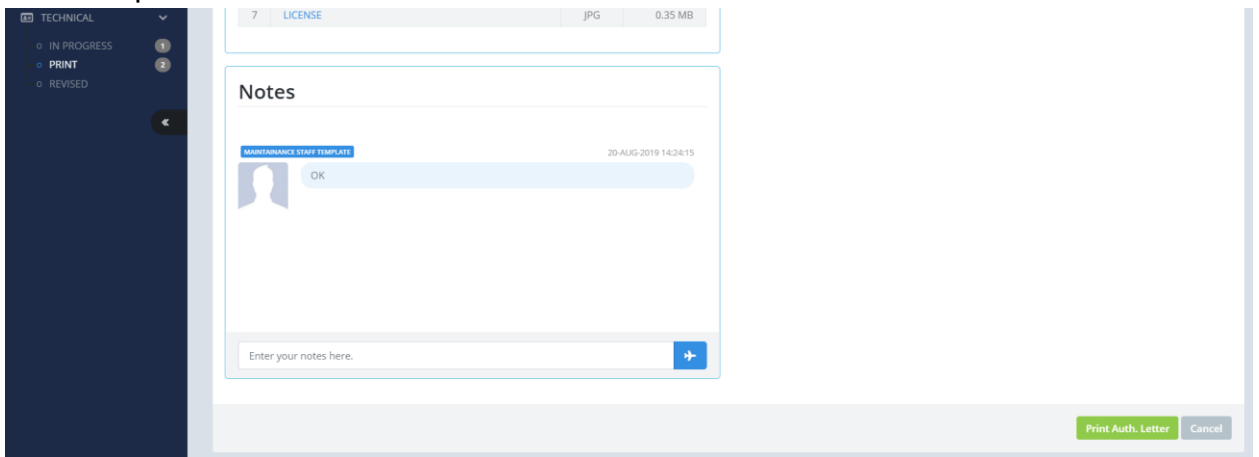 TECHNICAL
IN PROGRESS 1
PRINT 2
REVISED
7 LICENSE JPG 0.35 MB
Notes
MAINTAINANCE STAFF TEMPLATE 20-AUG-2019 14:24:15
OK
Enter your notes here.
Print Auth. Letter Cancel